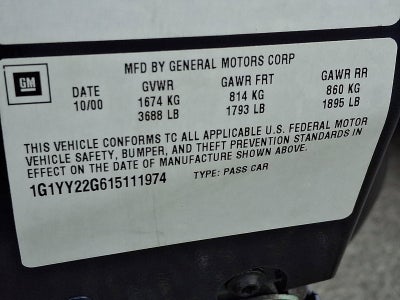 MFD BY GENERAL MOTORS CORP
GM
DATE GVWR GAWR FRT GAWR RR
10/00 1674 KG 814 KG 860 KG
3688 LB 1793 LB 1895 LB
THIS VEHICLE CONFORMS TC ALL APPLICABLE U.S. FEDERAL MOTOR
VEHICLE SAFETY, BUMPER, AND THEFT PREVENTION STANDARDS IN
EFFECT ON THE DATE OF MANUFACTURE SHOWN ABOVE.
1G1YY22G615111974 TYPE: PASS CAR